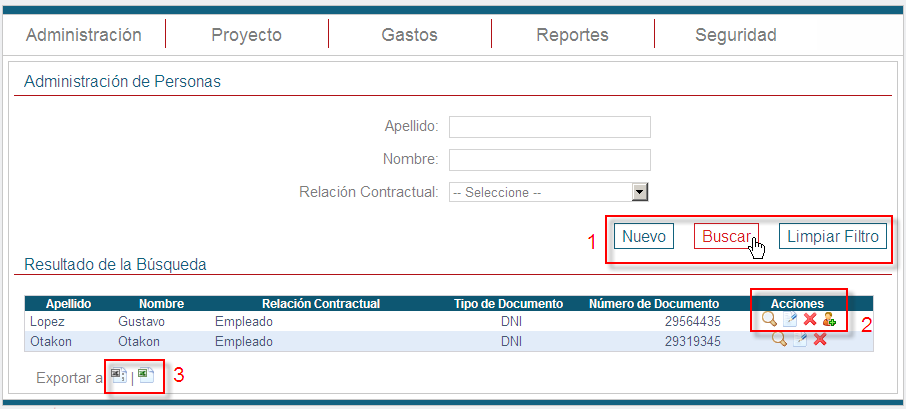 Administración Proyecto Gastos Reportes Seguridad
Administración de Personas
Apellido:
Nombre:
Relación Contractual: -- Seleccione --
1 Nuevo Buscar Limpiar Filtro
Resultado de la Búsqueda
Apellido Nombre Relación Contractual Tipo de Documento Número de Documento Acciones
Lopez Gustavo Empleado DNI 29564435 2
Otakon Otakon Empleado DNI 29319345
Exportar a | 3